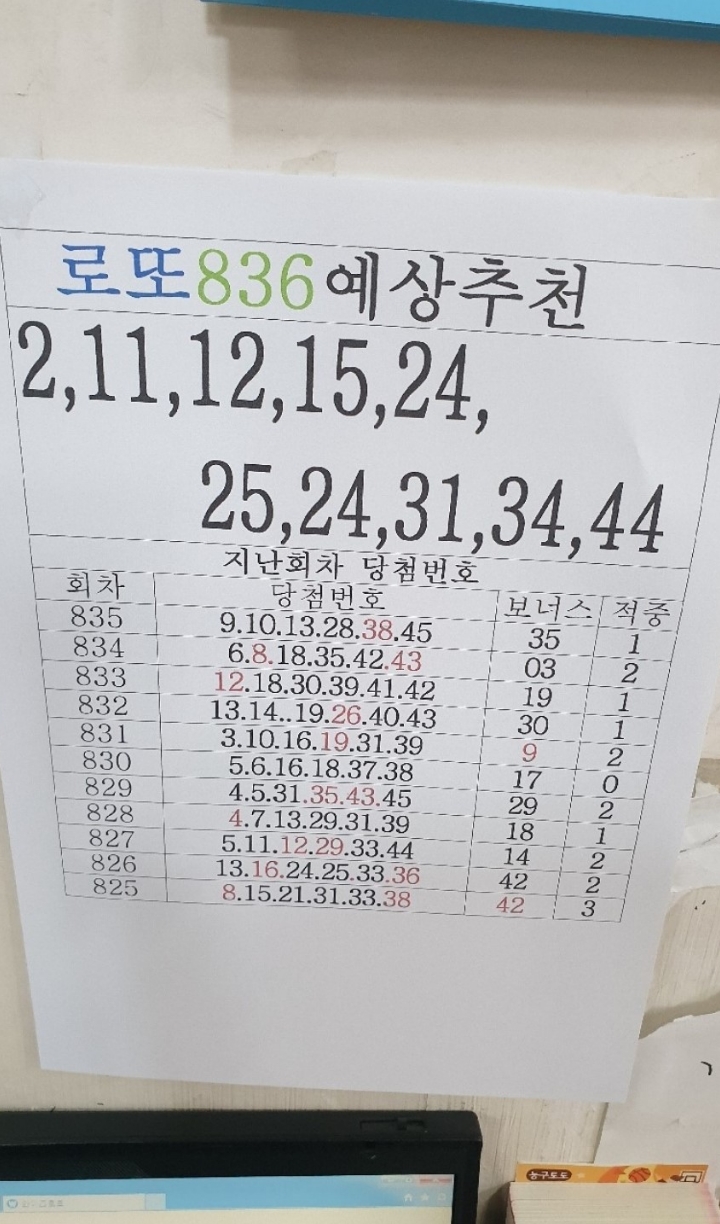 로또836예상추천
2,11,12,15,24,
25,24,31,34,44
지난회차 당첨번호
회차 당첨번호 보너스 적중
835 9.10.13.28.38.45 35 1
834 6.8.18.35.42.43 03 2
833 12.18.30.39.41.42 19 1
832 13.14..19.26.40.43 30 1
831 3.10.16.19.31.39 9 2
830 5.6.16.18.37.38 17 0
829 4.5.31.35.43.45 29 2
828 4.7.13.29.31.39 18 1
827 5.11.12.29.33.44 14 2
826 13.16.24.25.33.36 42 2
825 8.15.21.31.33.38 42 3
농구토토